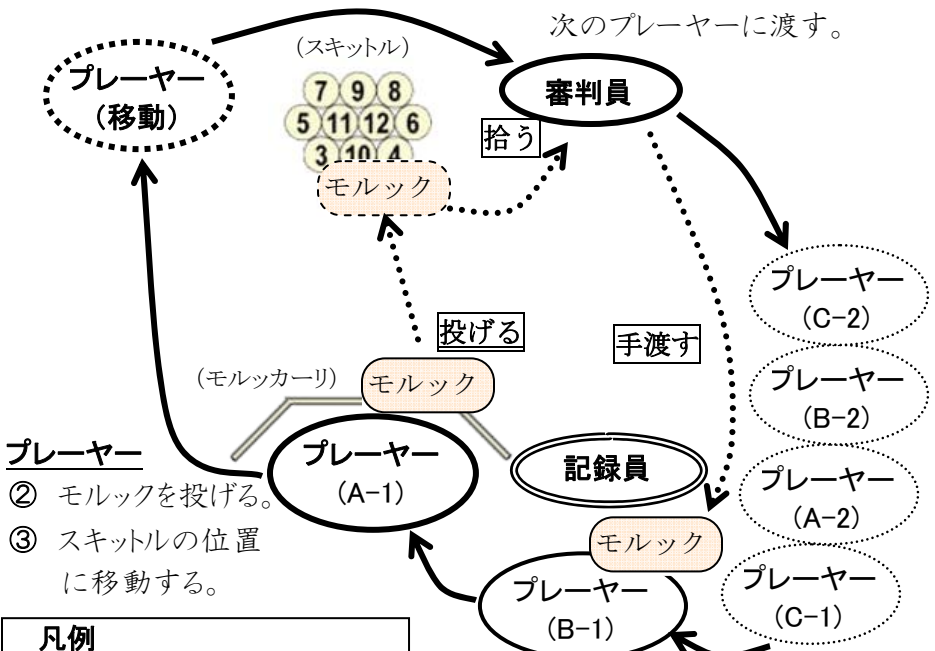 次のプレーヤーに渡す。
(スキットル)
プレーヤー
(移動)
7 9 8
5 11 12 6
3 10 4
モルック
審判員
拾う
プレーヤー
(C-2)
投げる
手渡す
プレーヤー
(B-2)
(モルッカーリ)
モルック
プレーヤー
(A-1)
記録員
プレーヤー
(A-2)
プレーヤー
② モルックを投げる。
③ スキットルの位置
に移動する。
モルック
プレーヤー
(B-1)
プレーヤー
(C-1)
凡例